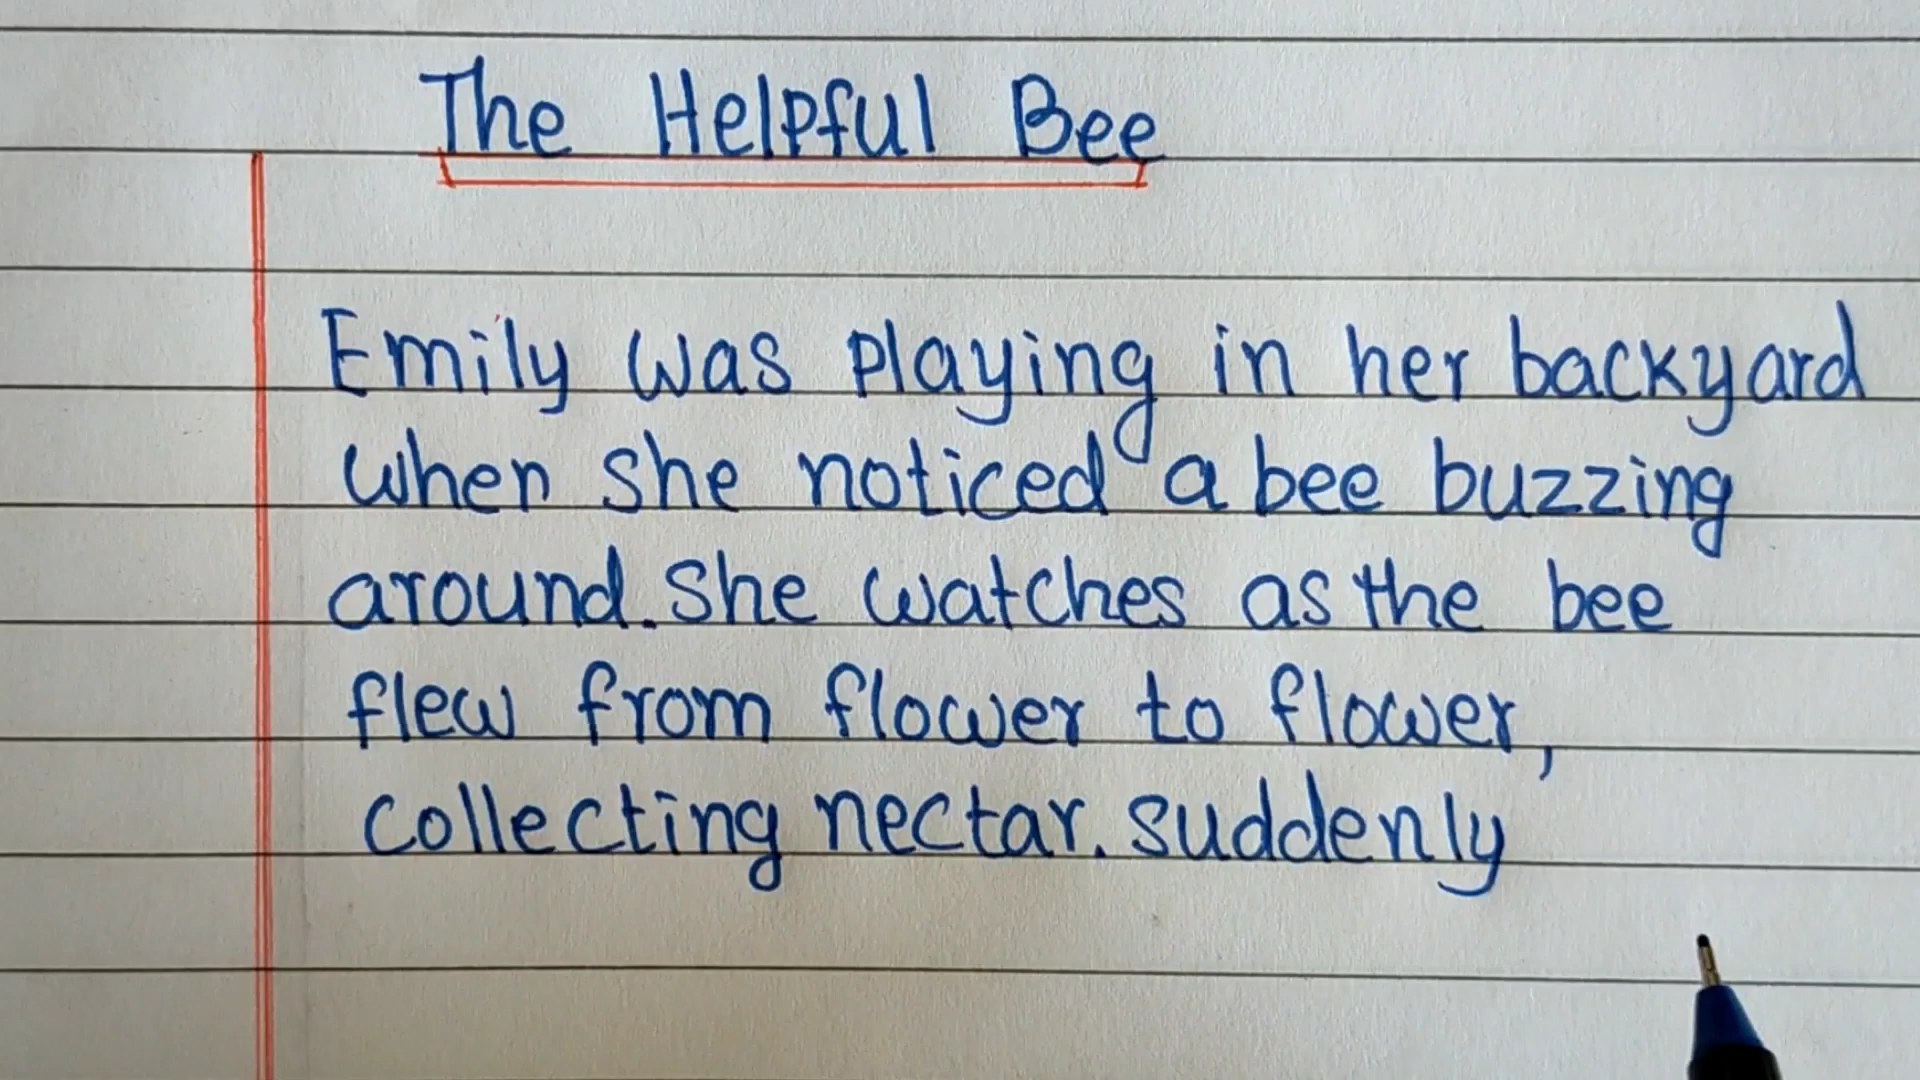 The Helpful Bee
Emily was playing in her backyard
when she noticed a bee buzzing
around. She watches as the bee
flew from flower to flower,
collecting nectar. suddenly